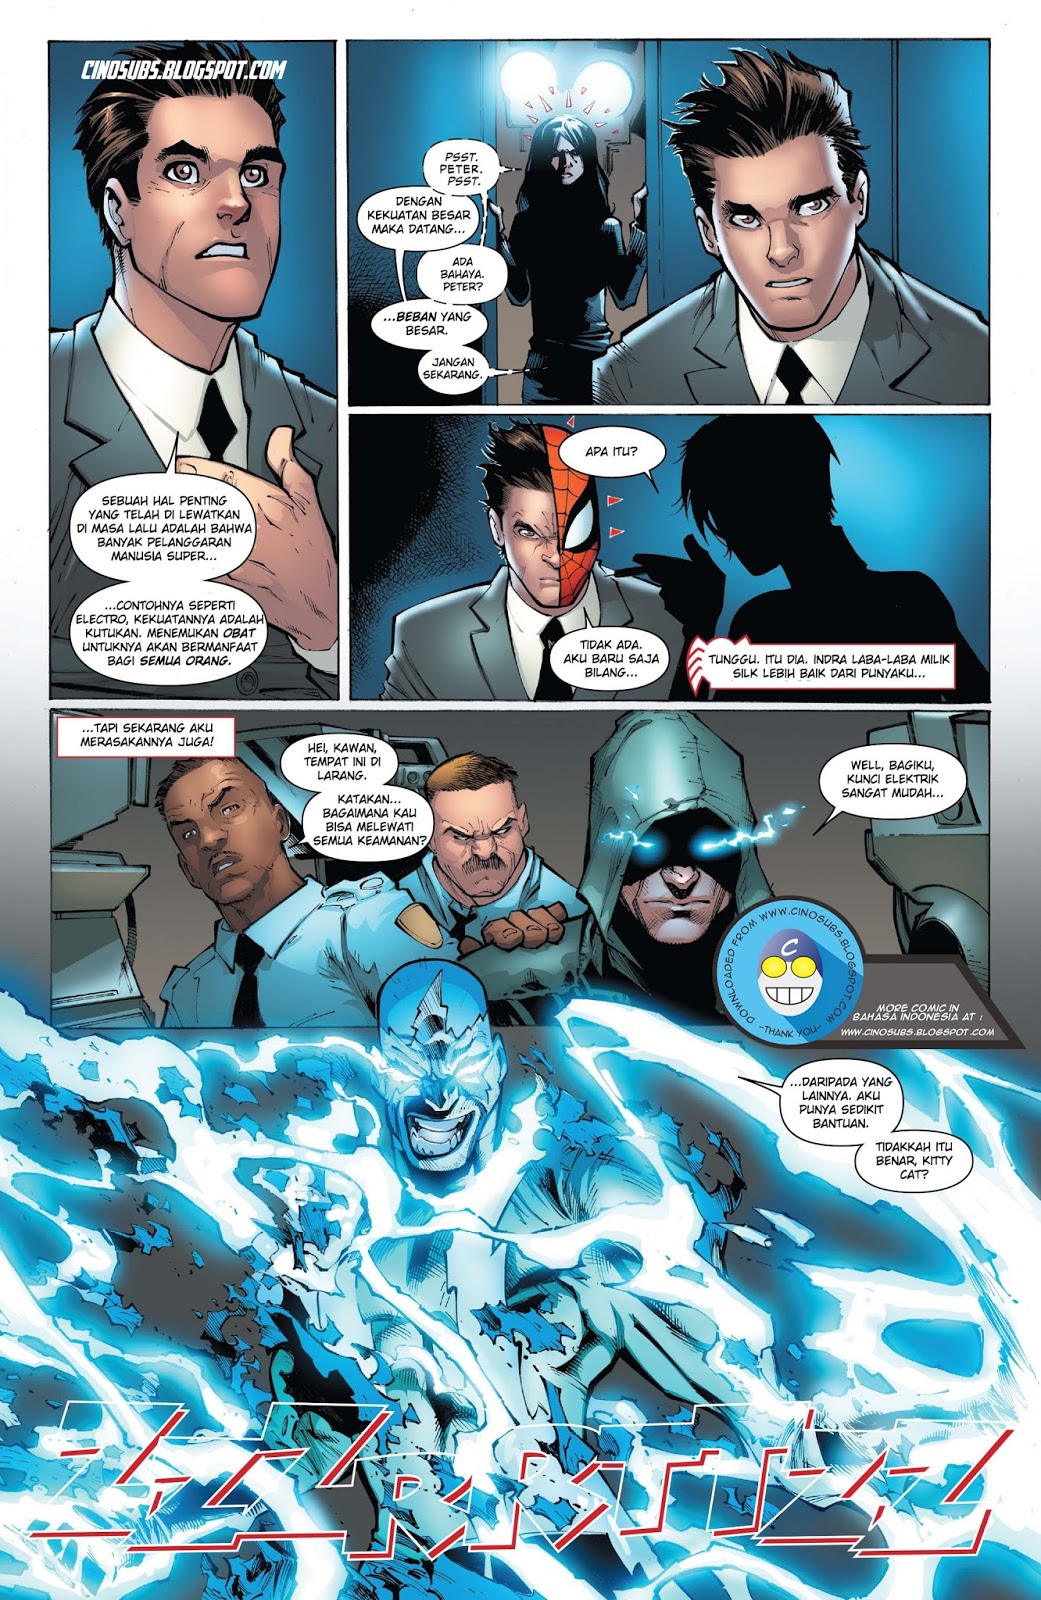 CINOSUBS.BLOGSPOT.COM
SEBUAH HAL PENTING
YANG TELAH DI LEWATKAN
DI MASA LALU ADALAH BAHWA
BANYAK PELANGGARAN
MANUSIA SUPER...
...CONTOHNYA SEPERTI
ELECTRO, KEKUATANNYA ADALAH
KUTUKAN. MENEMUKAN OBAT
UNTUKNYA AKAN BERMANFAAT
BAGI SEMUA ORANG.
PSST.
PETER.
PSST.
DENGAN
KEKUATAN BESAR
MAKA DATANG...
ADA
BAHAYA.
PETER?
...BEBAN YANG
BESAR.
JANGAN
SEKARANG.
APA ITU?
TIDAK ADA.
AKU BARU SAJA
BILANG...
TUNGGU. ITU DIA. INDRA LABA-LABA MILIK
SILK LEBIH BAIK DARI PUNYAKU...
...TAPI SEKARANG AKU
MERASAKANNYA JUGA!
HEI, KAWAN,
TEMPAT INI DI
LARANG.
KATAKAN...
BAGAIMANA KAU
BISA MELEWATI
SEMUA KEAMANAN?
WELL, BAGIKU,
KUNCI ELEKTRIK
SANGAT MUDAH...
DOWNLOADED FROM WWW.CINOSUBS.BLOGSPOT.COM
C
-THANK YOU-
MORE COMIC IN
BAHASA INDONESIA AT :
WWW.CINOSUBS.BLOGSPOT.COM
...DARIPADA YANG
LAINNYA. AKU
PUNYA SEDIKIT
BANTUAN.
TIDAKKAH ITU
BENAR, KITTY
CAT?